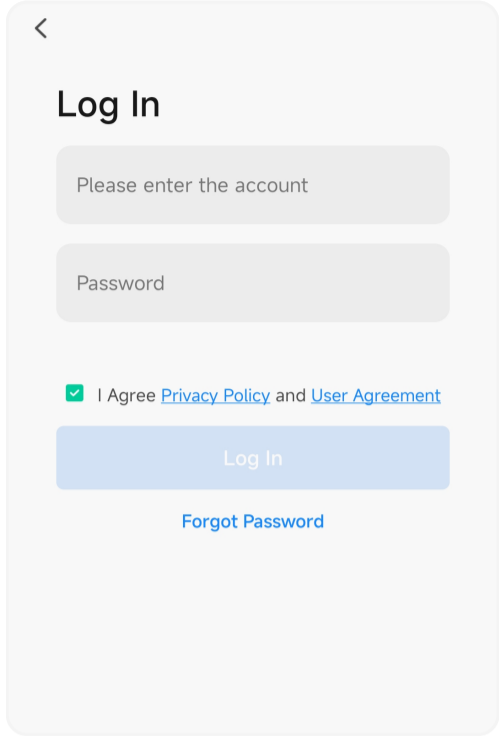 Log In
Please enter the account
Password
I Agree Privacy Policy and User Agreement
Log In
Forgot Password